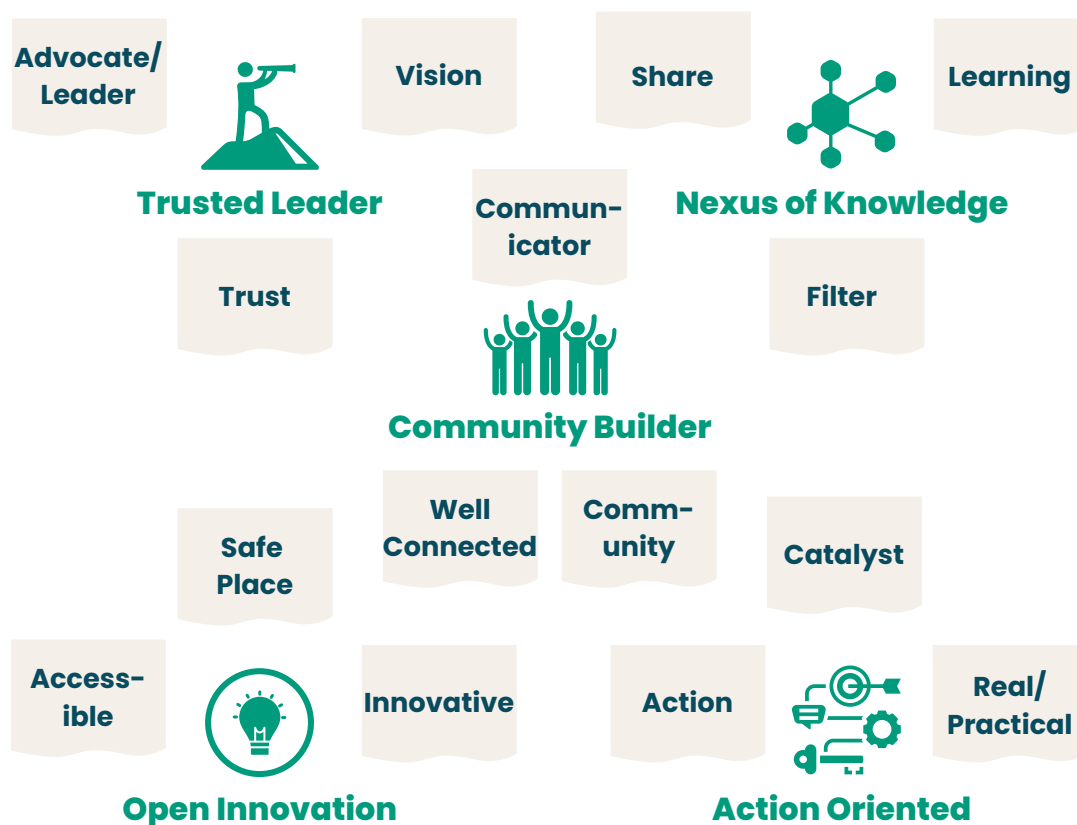 Advocate/
Leader
Vision
Trusted Leader
Trust
Share
Learning
Nexus of Knowledge
Filter
Commun-
icator
Community Builder
Well
Connected
Comm-
unity
Safe
Place
Access-
ible
Innovative
Open Innovation
Catalyst
Action
Real/
Practical
Action Oriented